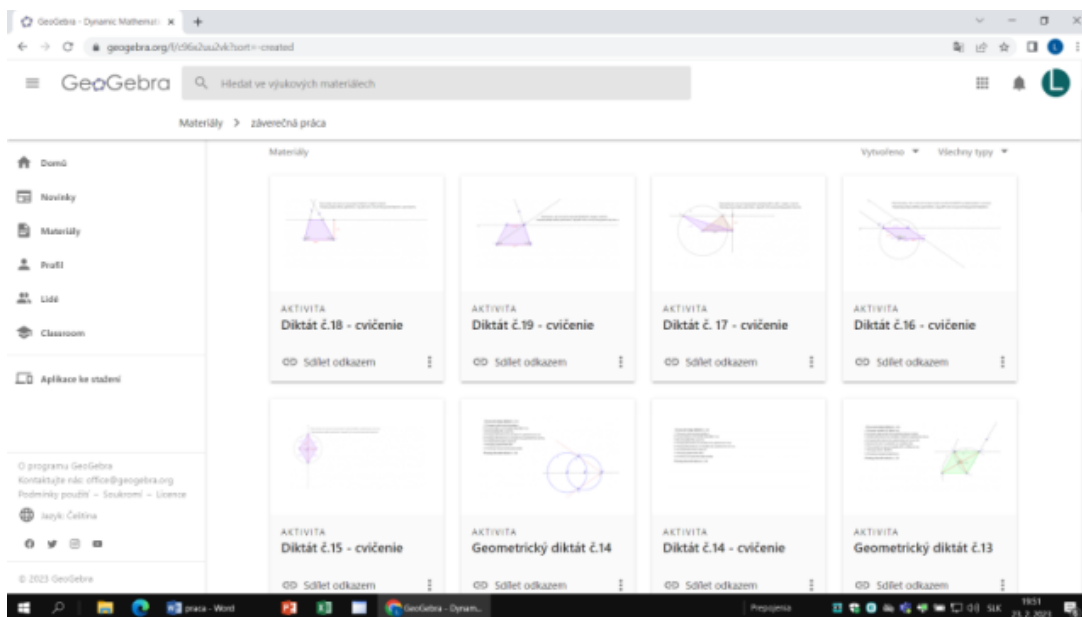 GeoGebra - Dynamic Mathemati
geogebra.org/f/c96s2uu2vk?sort=-created
GeoGebra
Hledat ve výukových materiálech
Materiály > záverečná práca
Domů
Novinky
Materiály
Profil
Lidé
Classroom
Aplikace ke stažení
O programu GeoGebra
Kontaktujte nás: office@geogebra.org
Podmínky použití – Soukromí – Licence
Jazyk: Čeština
© 2023 GeoGebra
Materiály
Vytvořeno Všechny typy
AKTIVITA
Diktát č.18 - cvičenie
Sdílet odkazem
AKTIVITA
Diktát č.19 - cvičenie
Sdílet odkazem
AKTIVITA
Diktát č. 17 - cvičenie
Sdílet odkazem
AKTIVITA
Diktát č.16 - cvičenie
Sdílet odkazem
AKTIVITA
Diktát č.15 - cvičenie
Sdílet odkazem
AKTIVITA
Geometrický diktát č.14
Sdílet odkazem
AKTIVITA
Diktát č.14 - cvičenie
Sdílet odkazem
AKTIVITA
Geometrický diktát č.13
Sdílet odkazem
praca - Word
GeoGebra - Dynam...
Prepojenia
SLK
19:51
23. 2. 2023